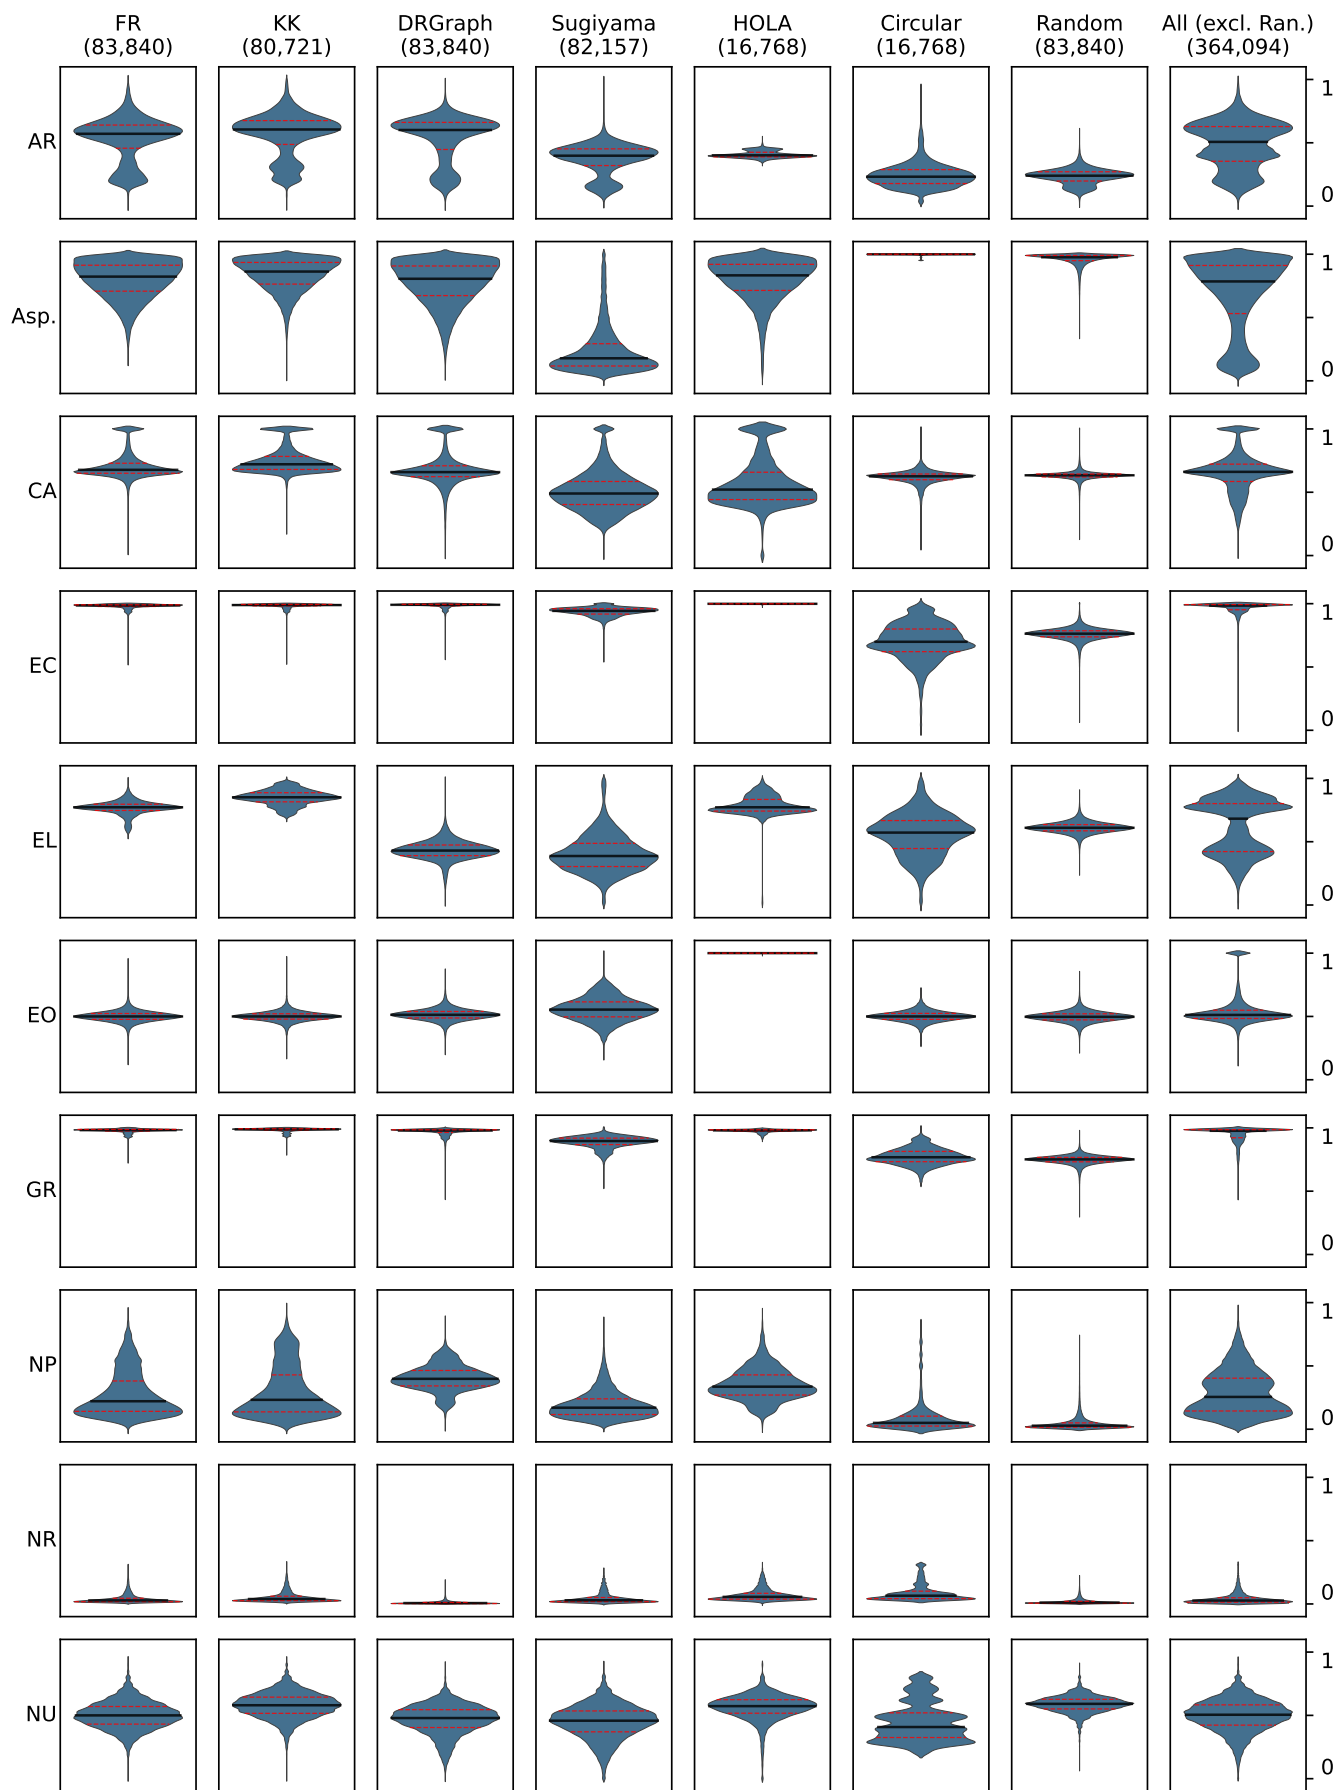 FR KK DRGraph Sugiyama HOLA Circular Random All (excl. Ran.)
(83,840) (80,721) (83,840) (82,157) (16,768) (16,768) (83,840) (364,094)
1
AR
0
1
Asp.
0
1
CA
0
1
EC
0
1
EL
0
1
EO
0
1
GR
0
1
NP
0
1
NR
0
1
NU
0